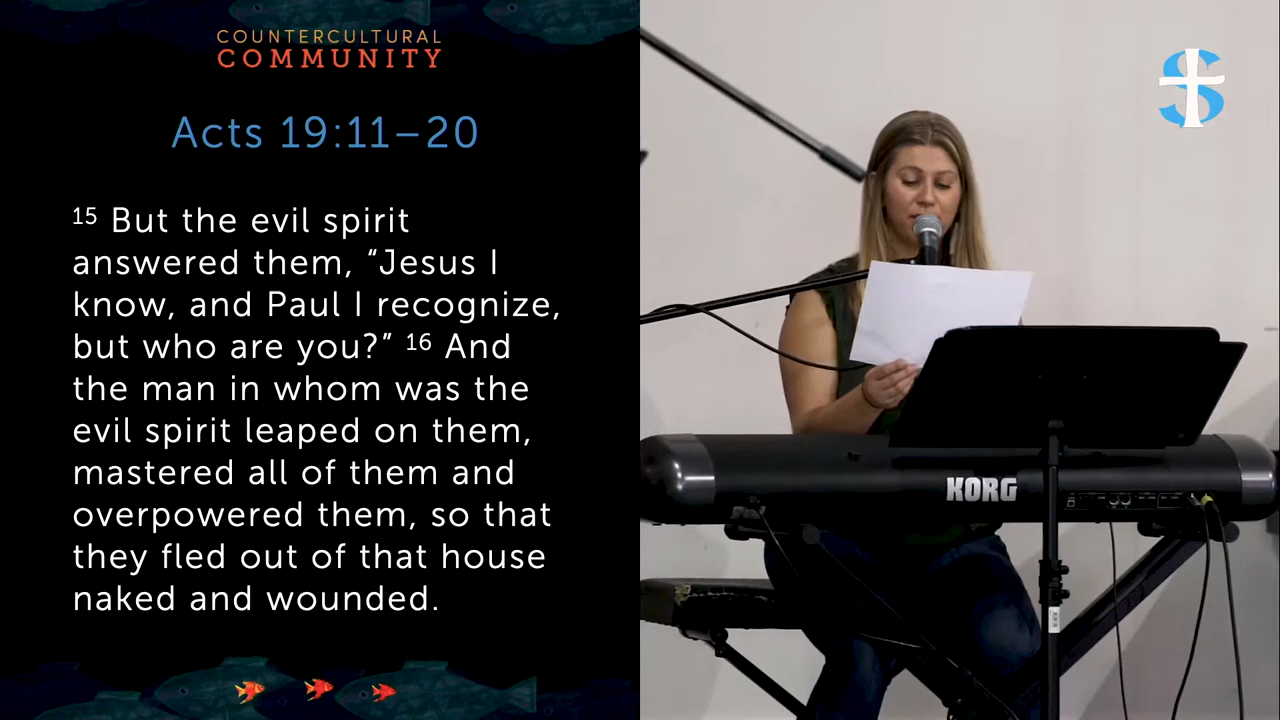 COUNTERCULTURAL
COMMUNITY
Acts 19:11–20
15 But the evil spirit
answered them, “Jesus I
know, and Paul I recognize,
but who are you?” 16 And
the man in whom was the
evil spirit leaped on them,
mastered all of them and
overpowered them, so that
they fled out of that house
naked and wounded.
S
KORG